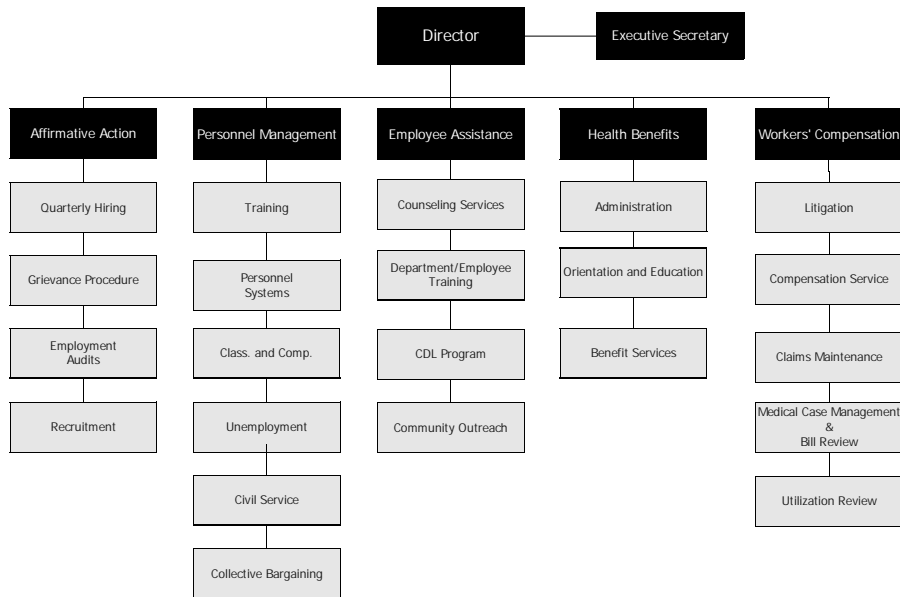 Director
Executive Secretary
Affirmative Action
Personnel Management
Employee Assistance
Health Benefits
Workers' Compensation
Quarterly Hiring
Grievance Procedure
Employment
Audits
Recruitment
Training
Personnel
Systems
Class. and Comp.
Unemployment
Civil Service
Collective Bargaining
Counseling Services
Department/Employee
Training
CDL Program
Community Outreach
Administration
Orientation and Education
Benefit Services
Litigation
Compensation Service
Claims Maintenance
Medical Case Management
&
Bill Review
Utilization Review